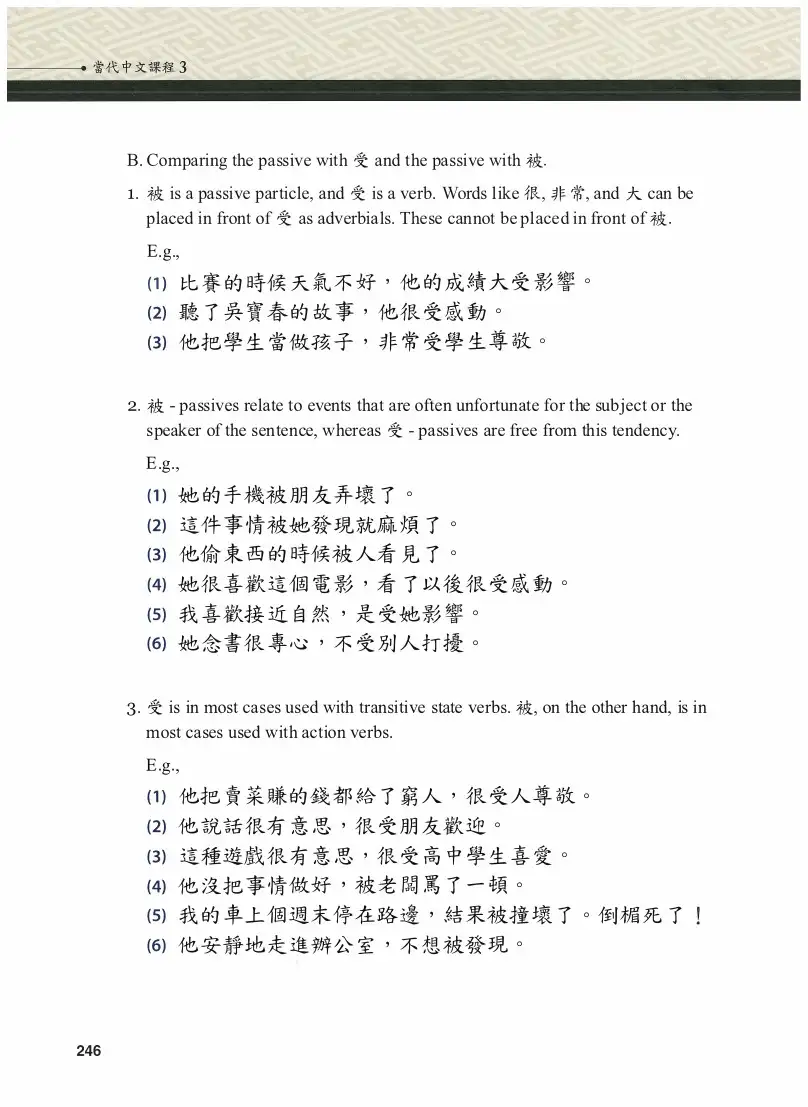 當代中文課程 3
B. Comparing the passive with 受 and the passive with 被.
1. 被 is a passive particle, and 受 is a verb. Words like 很, 非常, and 大 can be
placed in front of 受 as adverbials. These cannot be placed in front of 被.
E.g.,
(1) 比賽的時候天氣不好，他的成績大受影響。
(2) 聽了吳寶春的故事，他很受感動。
(3) 他把學生當做孩子，非常受學生尊敬。
2. 被 - passives relate to events that are often unfortunate for the subject or the
speaker of the sentence, whereas 受 - passives are free from this tendency.
E.g.,
(1) 她的手機被朋友弄壞了。
(2) 這件事情被她發現就麻煩了。
(3) 他偷東西的時候被人看見了。
(4) 她很喜歡這個電影，看了以後很受感動。
(5) 我喜歡接近自然，是受她影響。
(6) 她念書很專心，不受別人打擾。
3. 受 is in most cases used with transitive state verbs. 被, on the other hand, is in
most cases used with action verbs.
E.g.,
(1) 他把賣菜賺的錢都給了窮人，很受人尊敬。
(2) 他說話很有意思，很受朋友歡迎。
(3) 這種遊戲很有意思，很受高中學生喜愛。
(4) 他沒把事情做好，被老闆罵了一頓。
(5) 我的車上個週末停在路邊，結果被撞壞了。倒楣死了！
(6) 他安靜地走進辦公室，不想被發現。
246